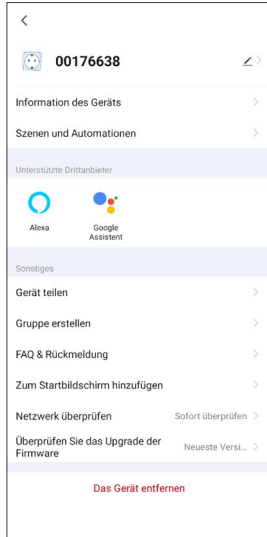 00176638
Information des Geräts
Szenen und Automationen
Unterstützte Drittanbieter
Alexa
Google
Assistent
Sonstiges
Gerät teilen
Gruppe erstellen
FAQ & Rückmeldung
Zum Startbildschirm hinzufügen
Netzwerk überprüfen Sofort überprüfen
Überprüfen Sie das Upgrade der
Firmware Neueste Versi...
Das Gerät entfernen